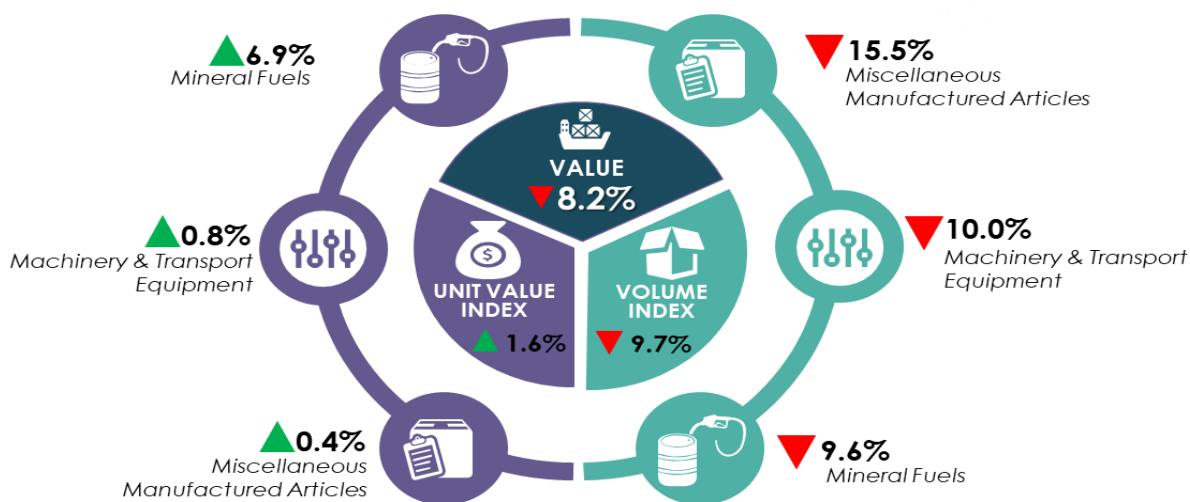 ▲6.9%
Mineral Fuels
▼15.5%
Miscellaneous
Manufactured Articles
VALUE
▼8.2%
▲0.8%
Machinery & Transport
Equipment
$
UNIT VALUE
INDEX
▲ 1.6%
VOLUME
INDEX
▼ 9.7%
▼10.0%
Machinery & Transport
Equipment
▲0.4%
Miscellaneous
Manufactured Articles
▼9.6%
Mineral Fuels